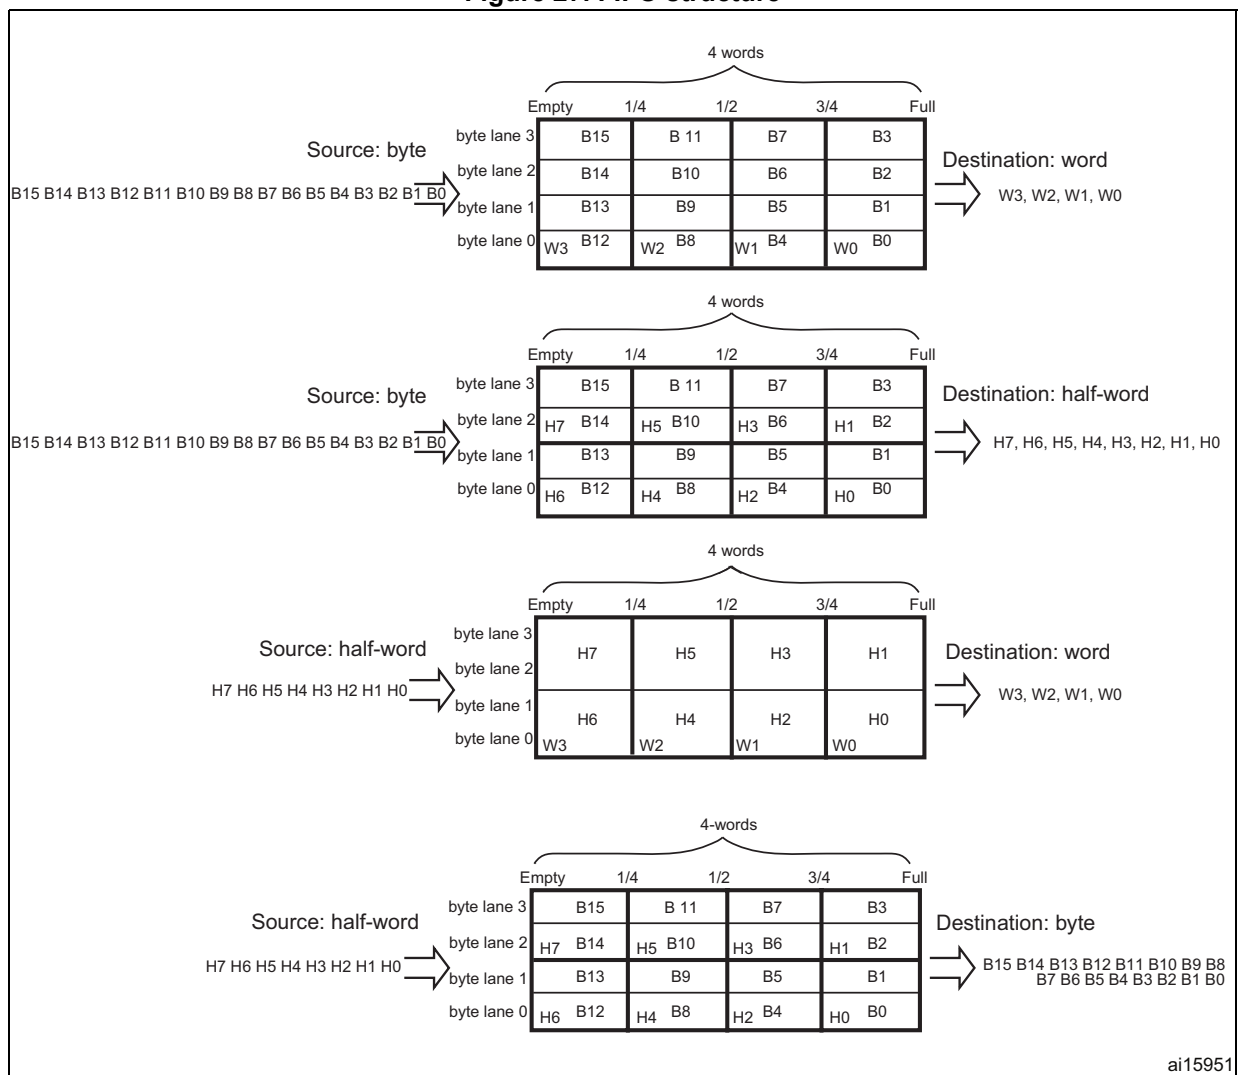 4 words
Empty 1/4 1/2 3/4 Full
Source: byte
B15 B14 B13 B12 B11 B10 B9 B8 B7 B6 B5 B4 B3 B2 B1 B0
byte lane 3 B15 B 11 B7 B3
byte lane 2 B14 B10 B6 B2
byte lane 1 B13 B9 B5 B1
byte lane 0 W3 B12 W2 B8 W1 B4 W0 B0
Destination: word
W3, W2, W1, W0
4 words
Empty 1/4 1/2 3/4 Full
Source: byte
B15 B14 B13 B12 B11 B10 B9 B8 B7 B6 B5 B4 B3 B2 B1 B0
byte lane 3 B15 B 11 B7 B3
byte lane 2 H7 B14 H5 B10 H3 B6 H1 B2
byte lane 1 B13 B9 B5 B1
byte lane 0 H6 B12 H4 B8 H2 B4 H0 B0
Destination: half-word
H7, H6, H5, H4, H3, H2, H1, H0
4 words
Empty 1/4 1/2 3/4 Full
Source: half-word
H7 H6 H5 H4 H3 H2 H1 H0
byte lane 3
H7 H5 H3 H1
byte lane 2
byte lane 1
H6 H4 H2 H0
byte lane 0 W3 W2 W1 W0
Destination: word
W3, W2, W1, W0
4-words
Empty 1/4 1/2 3/4 Full
Source: half-word
H7 H6 H5 H4 H3 H2 H1 H0
byte lane 3 B15 B 11 B7 B3
byte lane 2 H7 B14 H5 B10 H3 B6 H1 B2
byte lane 1 B13 B9 B5 B1
byte lane 0 H6 B12 H4 B8 H2 B4 H0 B0
Destination: byte
B15 B14 B13 B12 B11 B10 B9 B8
B7 B6 B5 B4 B3 B2 B1 B0
ai15951